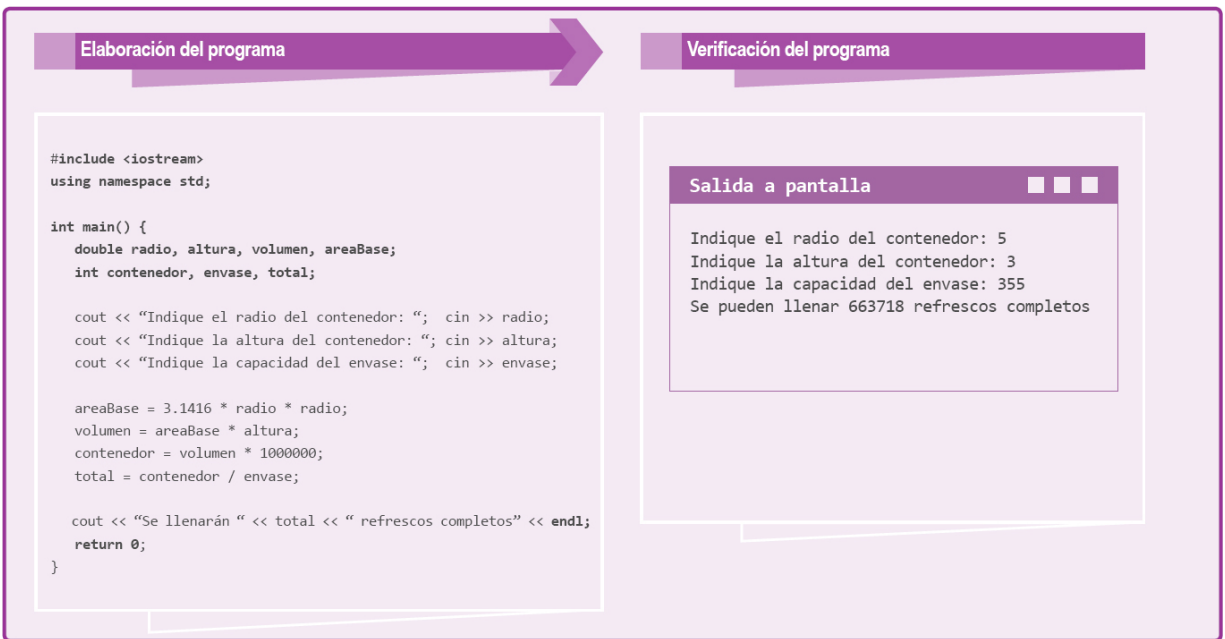 Elaboración del programa
#include <iostream>
using namespace std;
int main() {
double radio, altura, volumen, areaBase;
int contenedor, envase, total;
cout << “Indique el radio del contenedor: “;  cin >> radio;
cout << “Indique la altura del contenedor: “; cin >> altura;
cout << “Indique la capacidad del envase: “;  cin >> envase;
areaBase = 3.1416 * radio * radio;
volumen = areaBase * altura;
contenedor = volumen * 1000000;
total = contenedor / envase;
cout << “Se llenarán “ << total << “ refrescos completos” << endl;
return 0;
}
Verificación del programa
Salida a pantalla
Indique el radio del contenedor: 5
Indique la altura del contenedor: 3
Indique la capacidad del envase: 355
Se pueden llenar 663718 refrescos completos